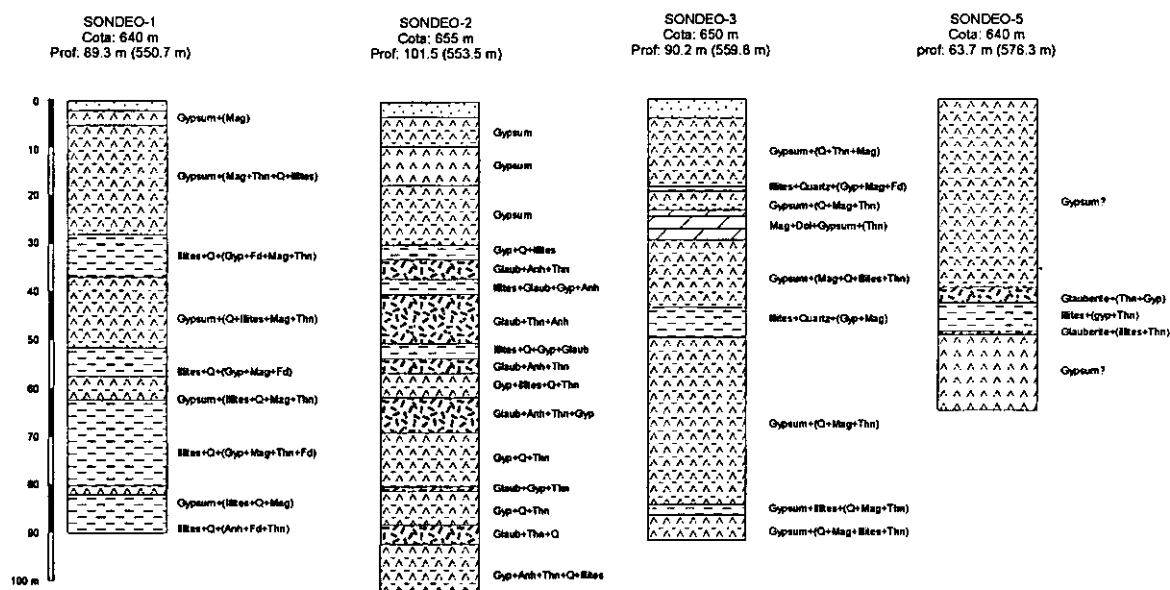 SONDEO-1
Cota: 640 m
Prof: 89.3 m (550.7 m)
SONDEO-2
Cota: 655 m
Prof: 101.5 (553.5 m)
SONDEO-3
Cota: 650 m
Prof: 90.2 m (559.8 m)
SONDEO-5
Cota: 640 m
prof: 63.7 m (576.3 m)
0
10
20
30
40
50
60
70
80
90
100 m
Gypsum+(Mag)
Gypsum+(Mag+Thn+Q+Illites)
Illites+Q+(Gyp+Fd+Mag+Thn)
Gypsum+(Q+Illites+Mag+Thn)
Illites+Q+(Gyp+Mag+Fd)
Gypsum+(Illites+Q+Mag+Thn)
Illites+Q+(Gyp+Mag+Thn+Fd)
Gypsum+(Illites+Q+Mag)
Illites+Q+(Anh+Fd+Thn)
Gypsum
Gypsum
Gypsum
Gyp+Q+Illites
Glaub+Anh+Thn
Illites+Glaub+Gyp+Anh
Glaub+Thn+Anh
Illites+Q+Gyp+Glaub
Glaub+Anh+Thn
Gyp+Illites+Q+Thn
Glaub+Anh+Thn+Gyp
Gyp+Q+Thn
Glaub+Gyp+Thn
Gyp+Q+Thn
Glaub+Thn+Q
Gyp+Anh+Thn+Q+Illites
Gypsum+(Q+Thn+Mag)
Illites+Quartz+(Gyp+Mag+Fd)
Gypsum+(Q+Mag+Thn)
Mag+Dol+Gypsum+(Thn)
Gypsum+(Mag+Q+Illites+Thn)
Illites+Quartz+(Gyp+Mag)
Gypsum+(Q+Mag+Thn)
Gypsum+Illites+(Q+Mag+Thn)
Gypsum+(Q+Mag+Illites+Thn)
Gypsum?
Glauberite+(Thn+Gyp)
Illites+(gyp+Thn)
Glauberite+(Illites+Thn)
Gypsum?